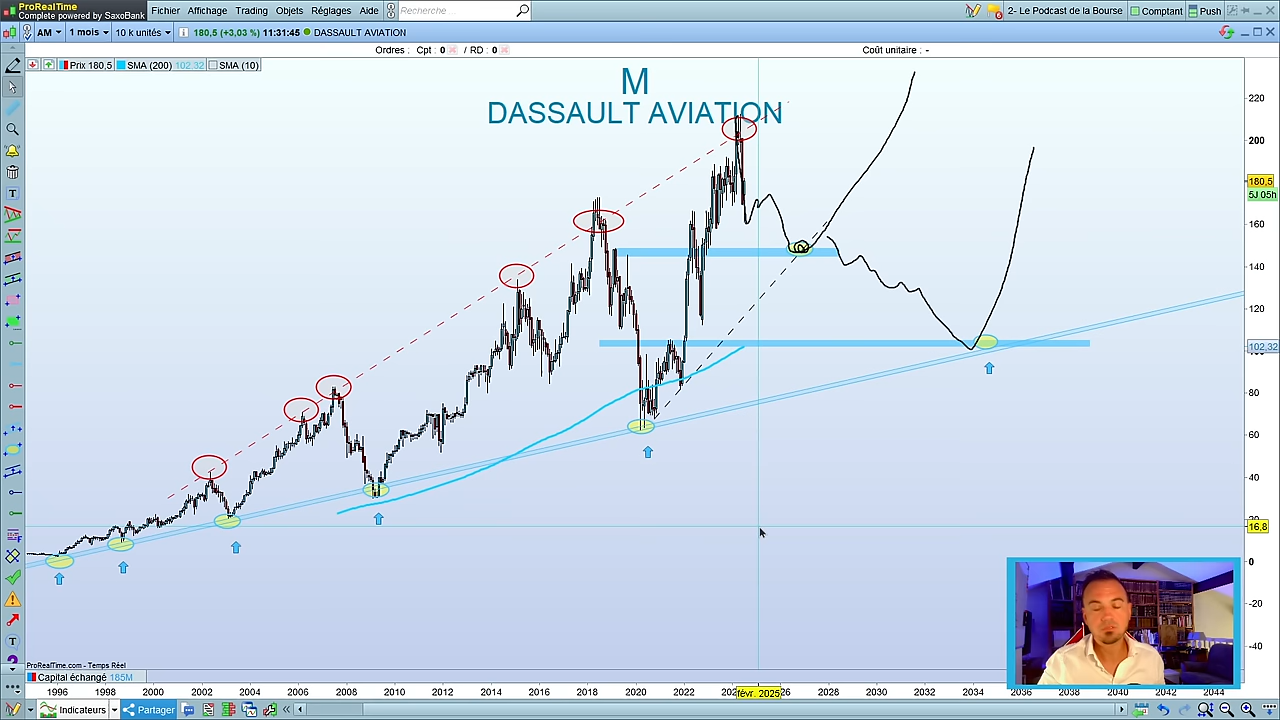 ProRealTime
Complete powered by SaxoBank
Fichier Affichage Trading Objets Réglages Aide
Recherche...
2- Le Podcast de la Bourse Comptant Push
AM 1 mois 10 k unités 180,5 (+3,03 %) 11:31:45 DASSAULT AVIATION
Ordres : Cpt : 0 / RD : 0 Coût unitaire : -
Prix 180,5 SMA (200) 102.32 SMA (10)
M
DASSAULT AVIATION
220
200
180,5
5J 05h
160
140
120
102,32
80
60
40
20
16,8
0
-20
-40
ProRealTime.com - Temps Réel
Capital échangé 185M
1996 1998 2000 2002 2004 2006 2008 2010 2012 2014 2016 2018 2020 2022 févr. 2025 2028 2030 2032 2034 2036 2038 2040 2042 2044
Indicateurs Partager